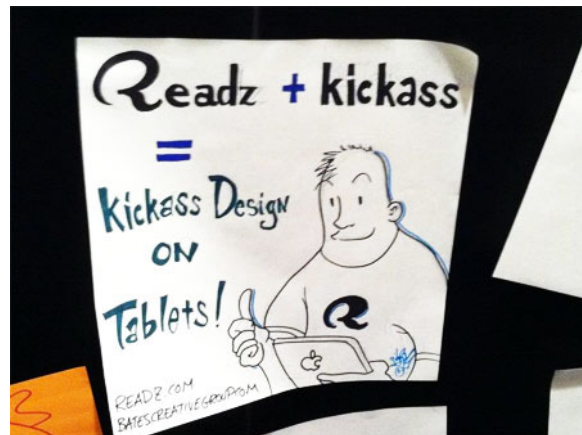 Readz + kickass
=
Kickass Design
ON
Tablets!
R
READZ.COM
BATESCREATIVEGROUP.COM